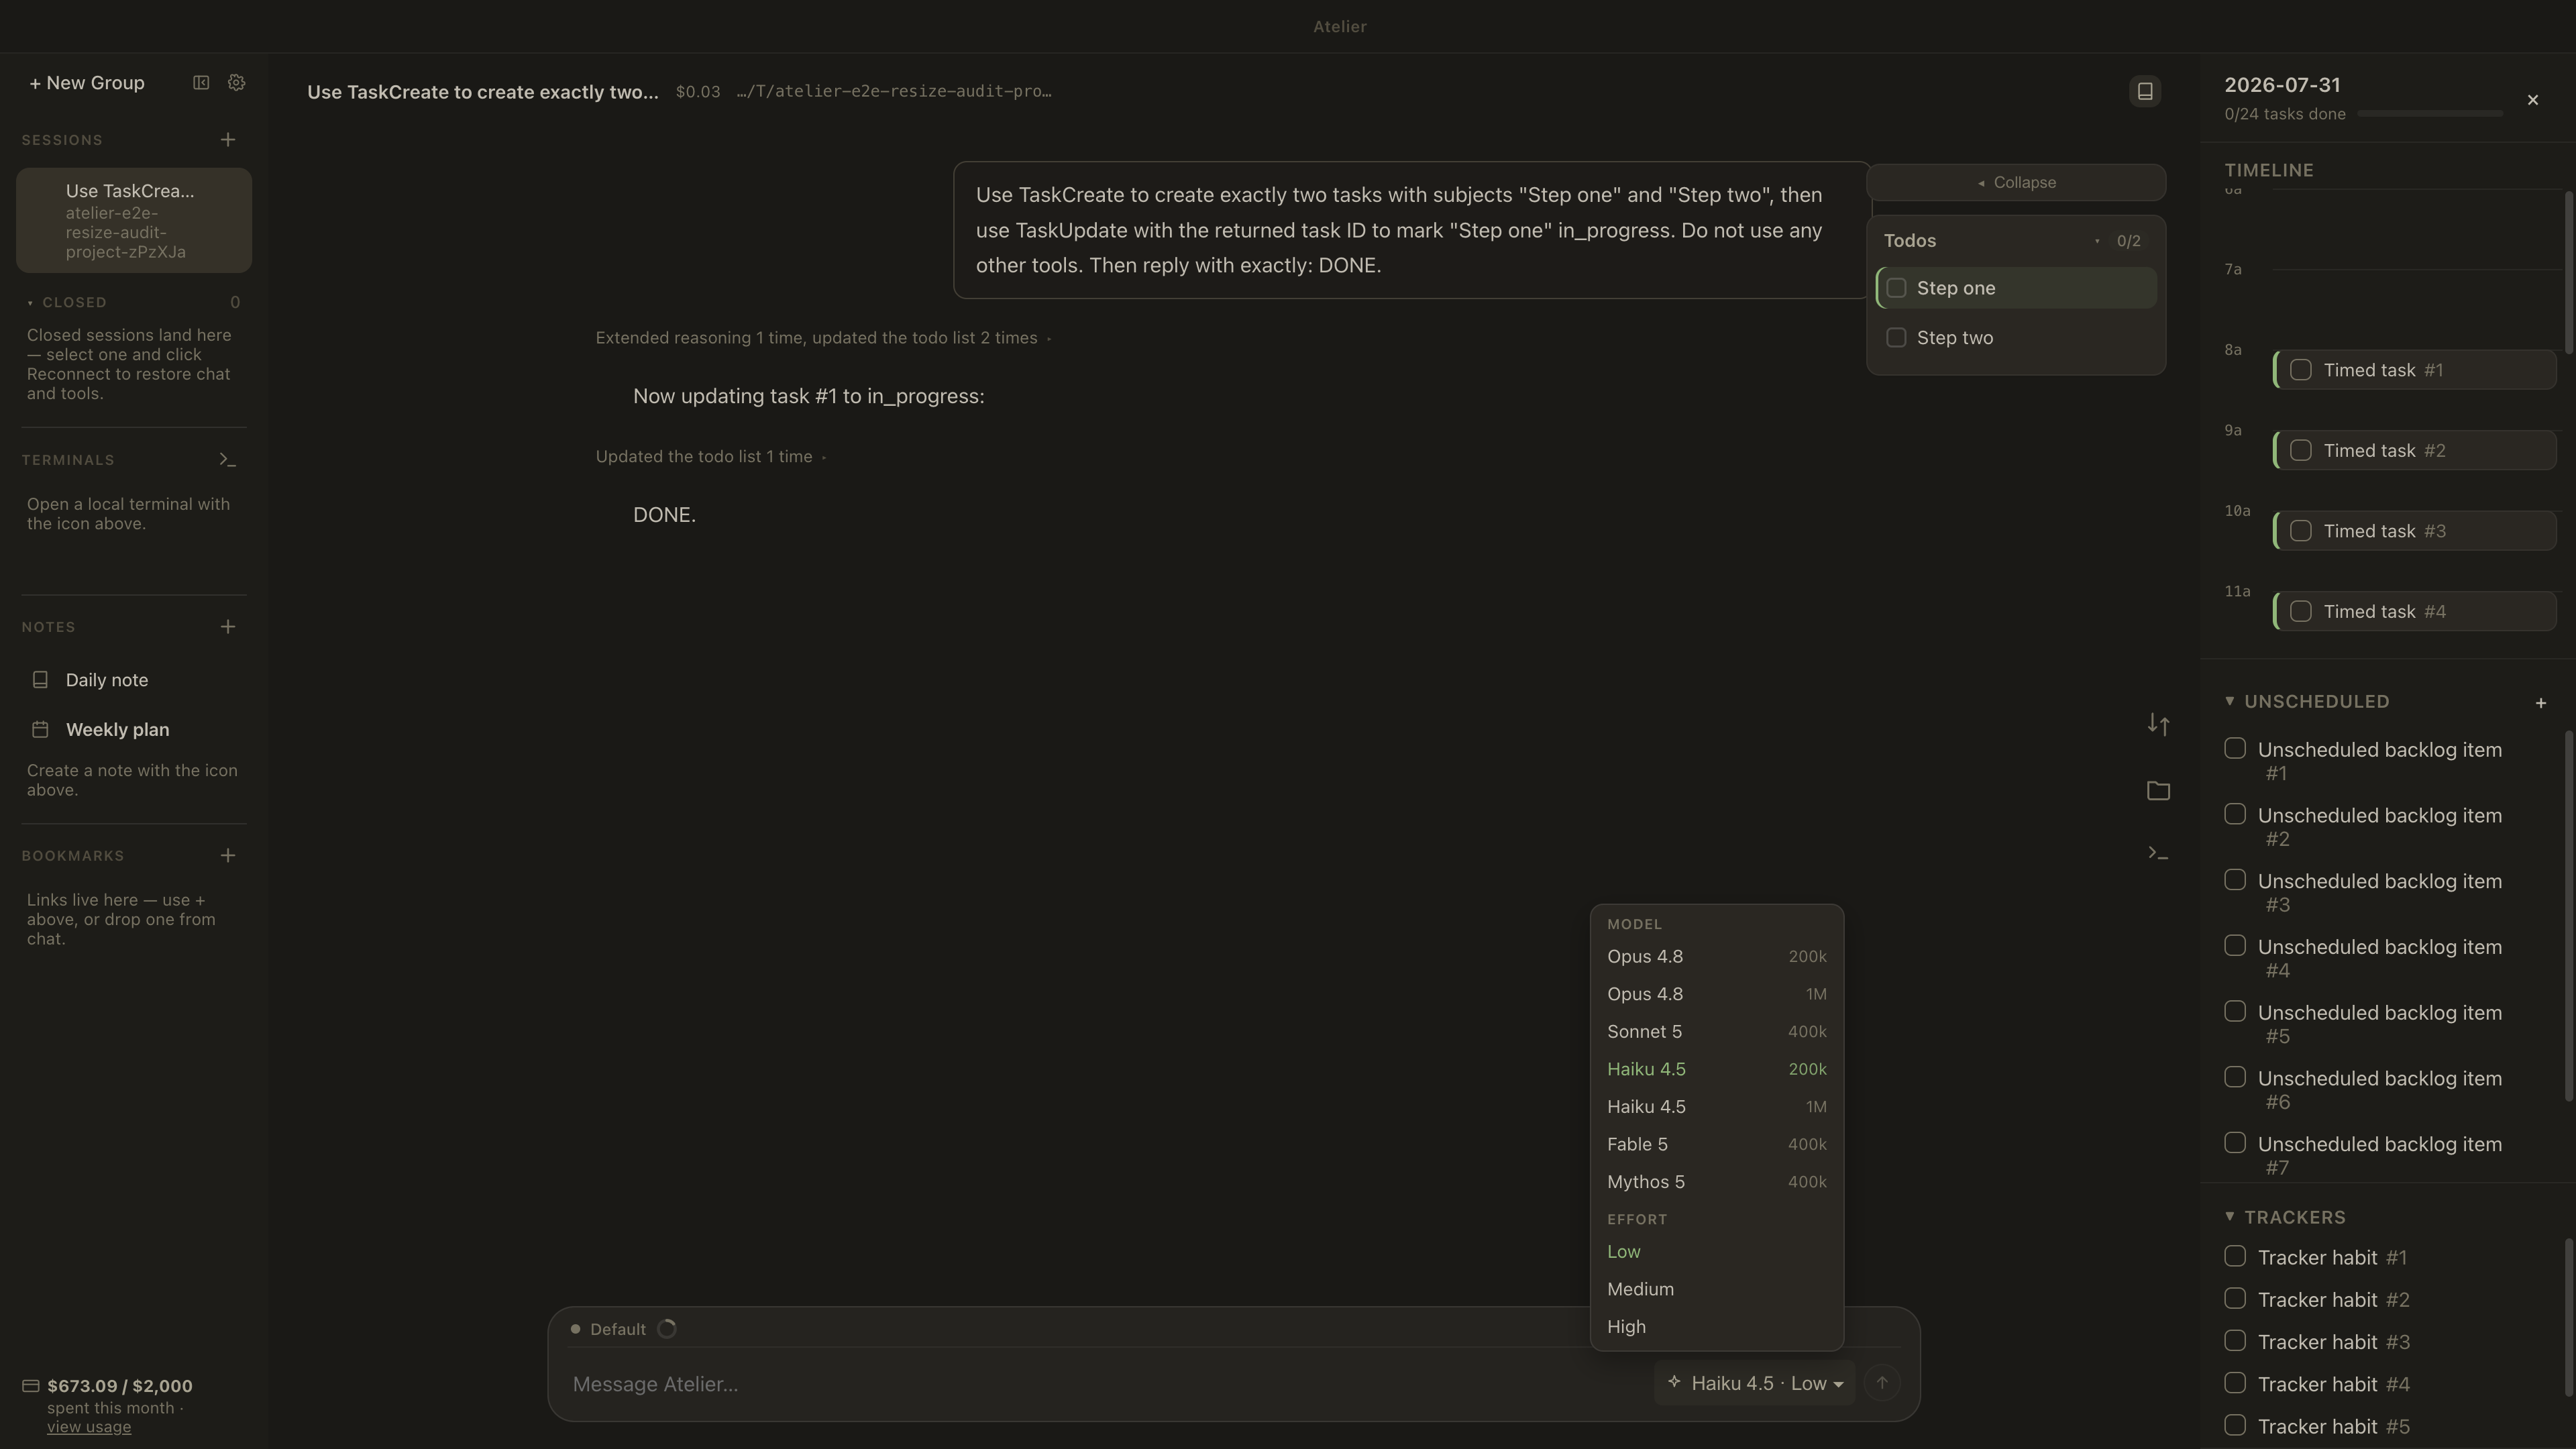 Atelier
+ New Group
SESSIONS
Use TaskCrea...
atelier-e2e-
resize-audit-
project-zPzXJa
CLOSED 0
Closed sessions land here
— select one and click
Reconnect to restore chat
and tools.
TERMINALS
Open a local terminal with
the icon above.
NOTES
Daily note
Weekly plan
Create a note with the icon
above.
BOOKMARKS
Links live here — use +
above, or drop one from
chat.
$673.09 / $2,000
spent this month ·
view usage
Use TaskCreate to create exactly two... $0.03 …/T/atelier-e2e-resize-audit-pro…
Use TaskCreate to create exactly two tasks with subjects "Step one" and "Step two", then
use TaskUpdate with the returned task ID to mark "Step one" in_progress. Do not use any
other tools. Then reply with exactly: DONE.
Extended reasoning 1 time, updated the todo list 2 times
Now updating task #1 to in_progress:
Updated the todo list 1 time
DONE.
Collapse
Todos 0/2
Step one
Step two
MODEL
Opus 4.8 200k
Opus 4.8 1M
Sonnet 5 400k
Haiku 4.5 200k
Haiku 4.5 1M
Fable 5 400k
Mythos 5 400k
EFFORT
Low
Medium
High
Default
Message Atelier...
Haiku 4.5 · Low
2026-07-31
0/24 tasks done
TIMELINE
6a
7a
8a
Timed task #1
9a
Timed task #2
10a
Timed task #3
11a
Timed task #4
UNSCHEDULED +
Unscheduled backlog item
#1
Unscheduled backlog item
#2
Unscheduled backlog item
#3
Unscheduled backlog item
#4
Unscheduled backlog item
#5
Unscheduled backlog item
#6
Unscheduled backlog item
#7
TRACKERS
Tracker habit #1
Tracker habit #2
Tracker habit #3
Tracker habit #4
Tracker habit #5